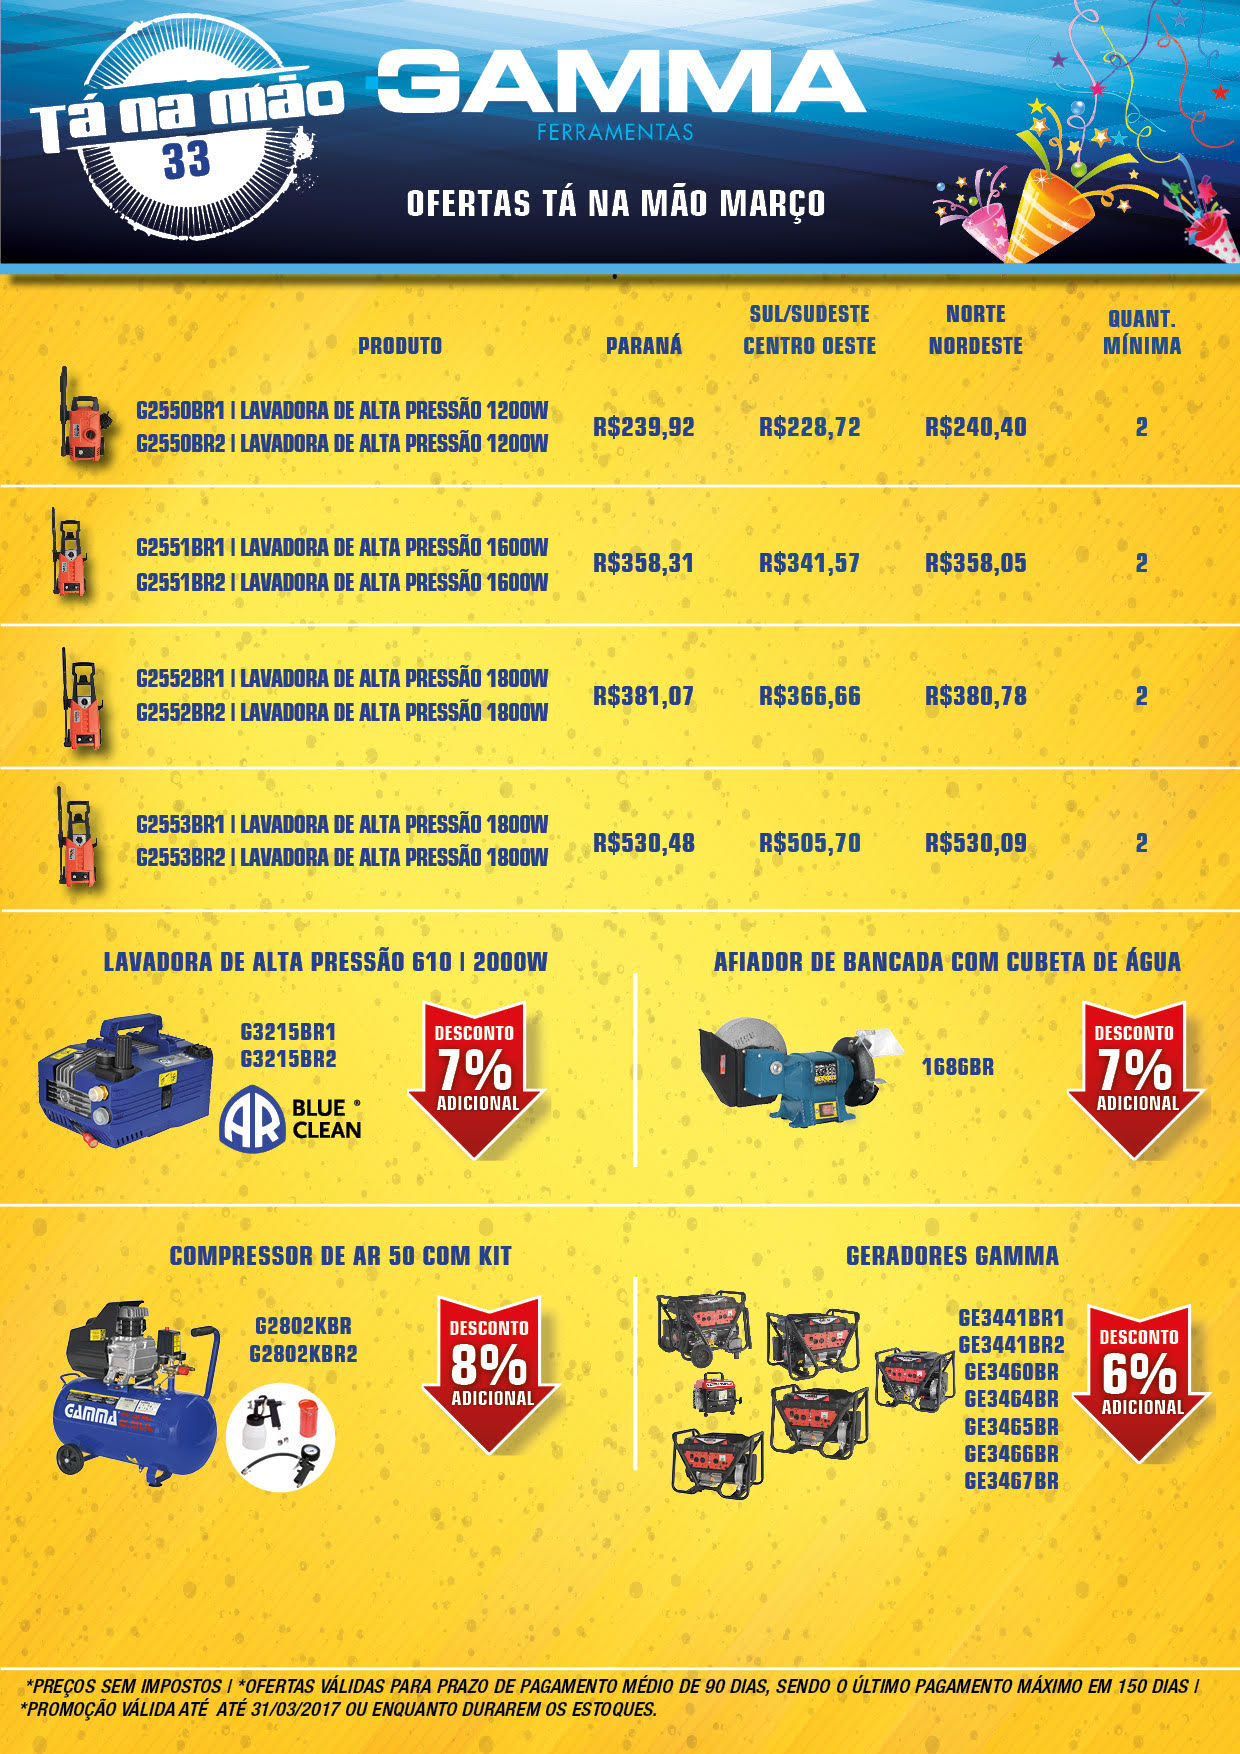 Tá na mão
33
GAMMA
FERRAMENTAS
OFERTAS TÁ NA MÃO MARÇO
PRODUTO
PARANÁ
SUL/SUDESTE
CENTRO OESTE
NORTE
NORDESTE
QUANT.
MÍNIMA
G2550BR1 | LAVADORA DE ALTA PRESSÃO 1200W
G2550BR2 | LAVADORA DE ALTA PRESSÃO 1200W
R$239,92 R$228,72 R$240,40 2
G2551BR1 | LAVADORA DE ALTA PRESSÃO 1600W
G2551BR2 | LAVADORA DE ALTA PRESSÃO 1600W
R$358,31 R$341,57 R$358,05 2
G2552BR1 | LAVADORA DE ALTA PRESSÃO 1800W
G2552BR2 | LAVADORA DE ALTA PRESSÃO 1800W
R$381,07 R$366,66 R$380,78 2
G2553BR1 | LAVADORA DE ALTA PRESSÃO 1800W
G2553BR2 | LAVADORA DE ALTA PRESSÃO 1800W
R$530,48 R$505,70 R$530,09 2
LAVADORA DE ALTA PRESSÃO 610 | 2000W
G3215BR1
G3215BR2
AR BLUE ®
CLEAN
DESCONTO
7%
ADICIONAL
AFIADOR DE BANCADA COM CUBETA DE ÁGUA
1686BR
DESCONTO
7%
ADICIONAL
COMPRESSOR DE AR 50 COM KIT
G2802KBR
G2802KBR2
GAMMA
DESCONTO
8%
ADICIONAL
GERADORES GAMMA
GE3441BR1
GE3441BR2
GE3460BR
GE3464BR
GE3465BR
GE3466BR
GE3467BR
DESCONTO
6%
ADICIONAL
*PREÇOS SEM IMPOSTOS | *OFERTAS VÁLIDAS PARA PRAZO DE PAGAMENTO MÉDIO DE 90 DIAS, SENDO O ÚLTIMO PAGAMENTO MÁXIMO EM 150 DIAS |
*PROMOÇÃO VÁLIDA ATÉ ATÉ 31/03/2017 OU ENQUANTO DURAREM OS ESTOQUES.